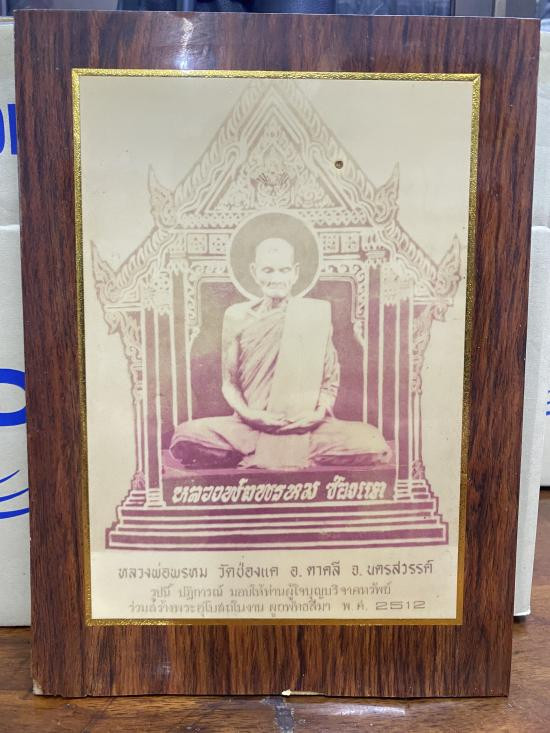 หลวงพ่อพรหม ช่องแค
หลวงพ่อพรหม วัดช่องแค อ. ตาคลี จ. นครสวรรค์
รูปนี้ ปฏิการณ์ มอบให้ท่านผู้ใจบุญบริจาคทรัพย์
ร่วมสร้างพระอุโบสถในงาน ผูกพัทธสีมา พ.ศ. 2512